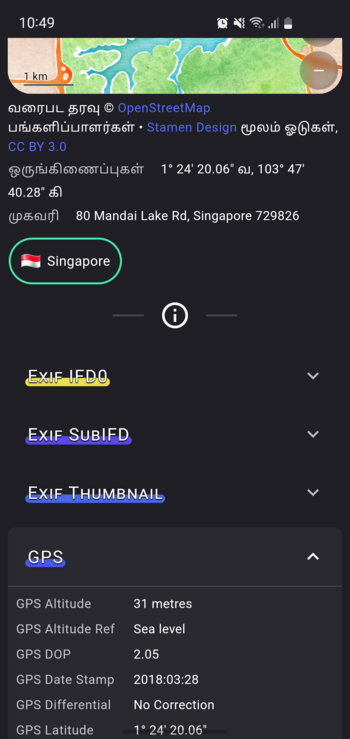 10:49
1 km
வரைபட தரவு © OpenStreetMap
பங்களிப்பாளர்கள் • Stamen Design மூலம் ஓடுகள்,
CC BY 3.0
ஒருங்கிணைப்புகள் 1° 24' 20.06" வ, 103° 47'
40.28" கி
முகவரி 80 Mandai Lake Rd, Singapore 729826
Singapore
EXIF IFD0
EXIF SUBIFD
EXIF THUMBNAIL
GPS
GPS Altitude 31 metres
GPS Altitude Ref Sea level
GPS DOP 2.05
GPS Date Stamp 2018:03:28
GPS Differential No Correction
GPS Latitude 1° 24' 20.06"